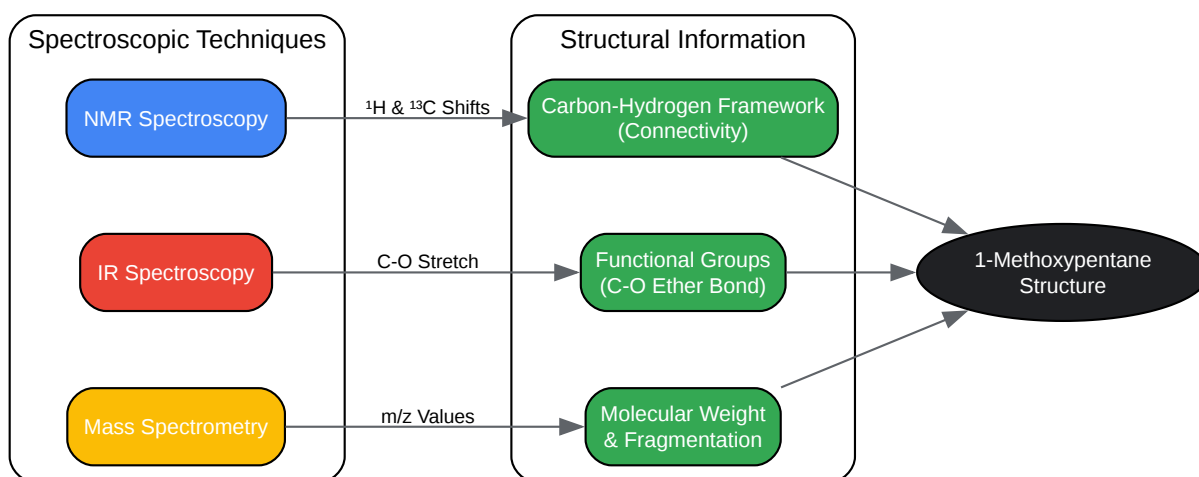 Spectroscopic Techniques
Structural Information
NMR Spectroscopy
¹H & ¹³C Shifts
Carbon-Hydrogen Framework
(Connectivity)
IR Spectroscopy
C-O Stretch
Functional Groups
(C-O Ether Bond)
1-Methoxypentane
Structure
Mass Spectrometry
m/z Values
Molecular Weight
& Fragmentation